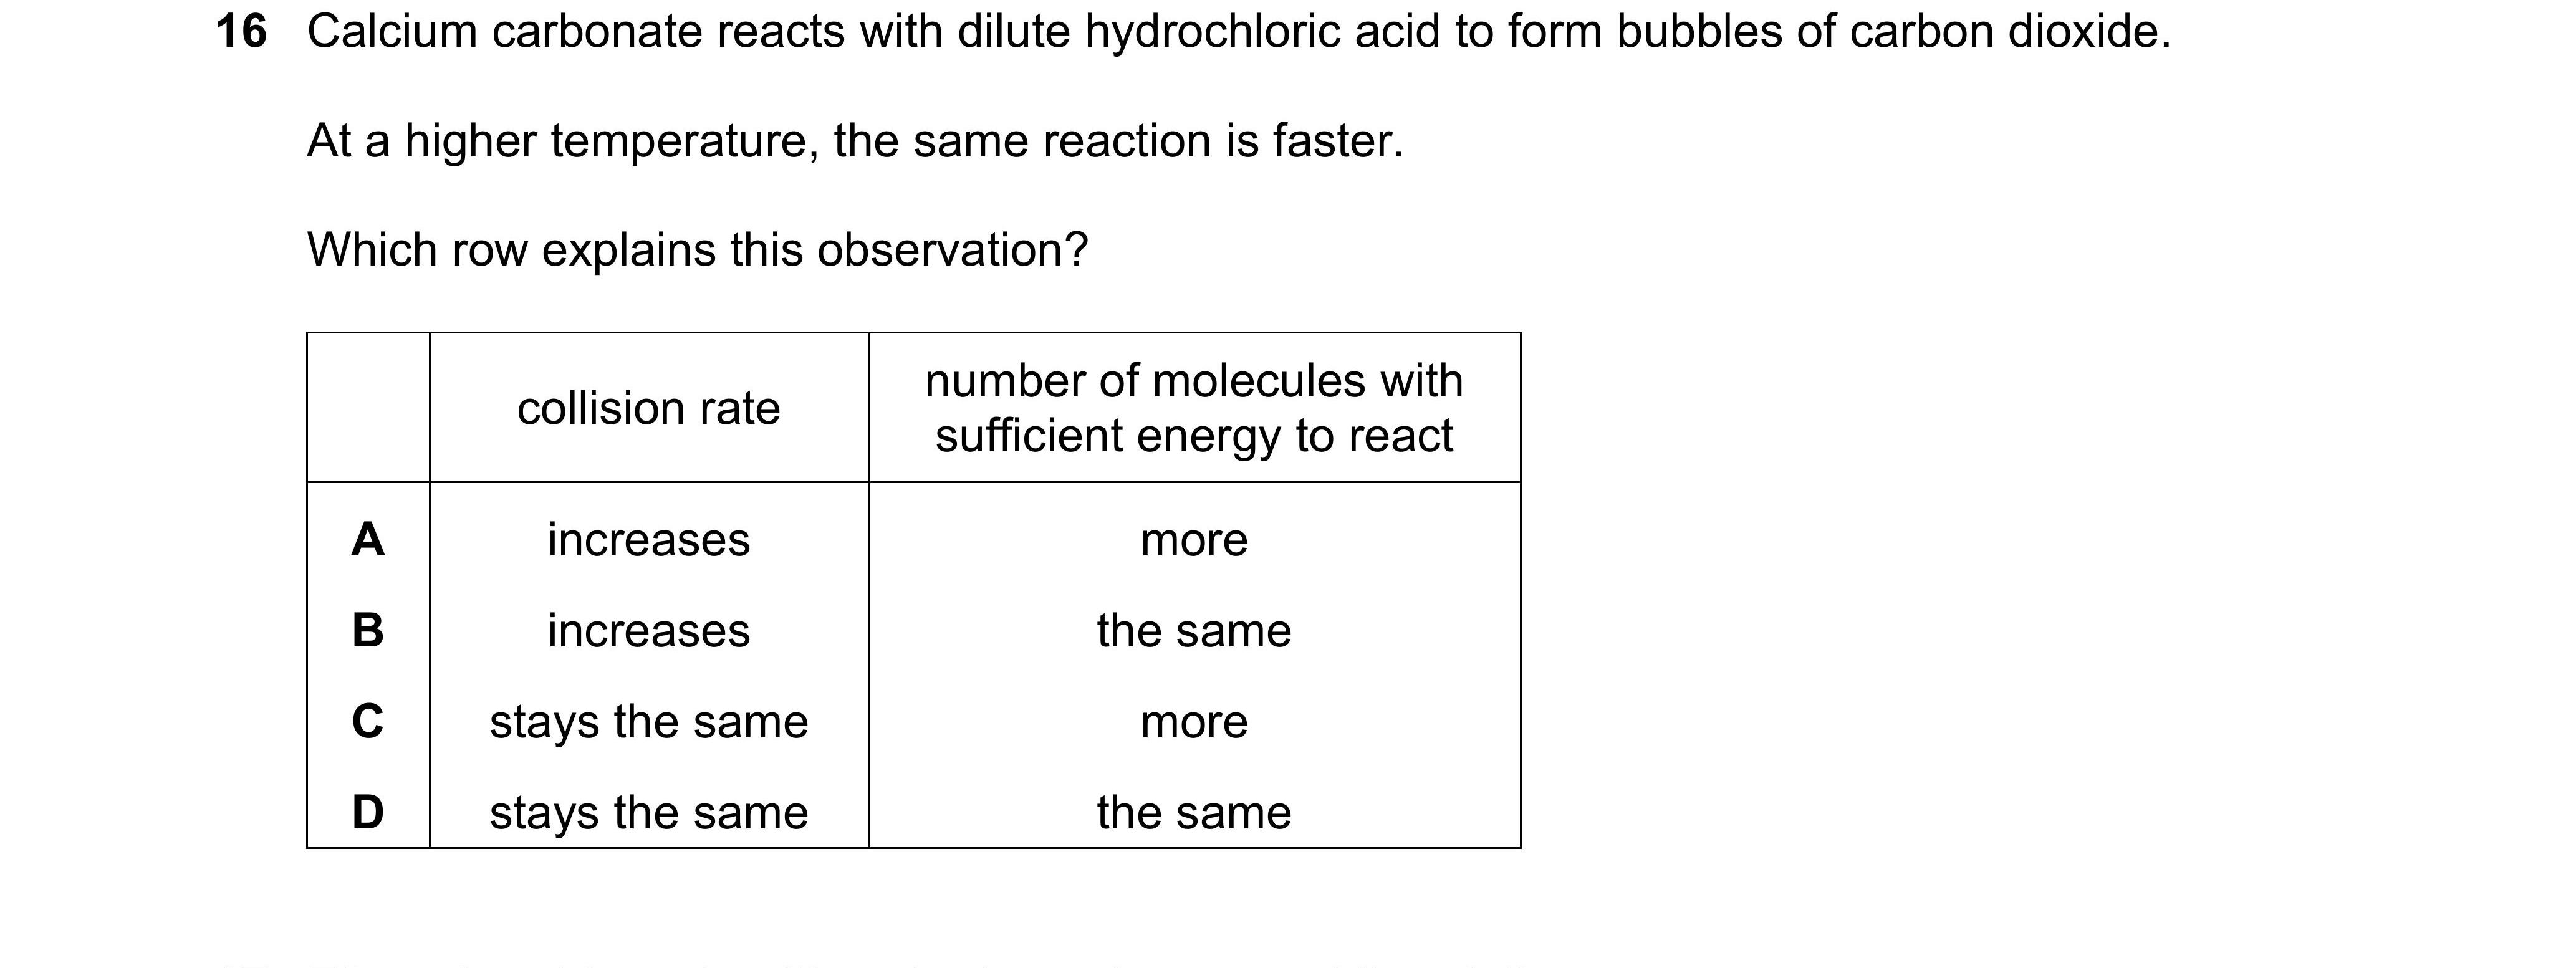 16 Calcium carbonate reacts with dilute hydrochloric acid to form bubbles of carbon dioxide.
At a higher temperature, the same reaction is faster.
Which row explains this observation?
collision rate
number of molecules with
sufficient energy to react
A increases more
B increases the same
C stays the same more
D stays the same the same